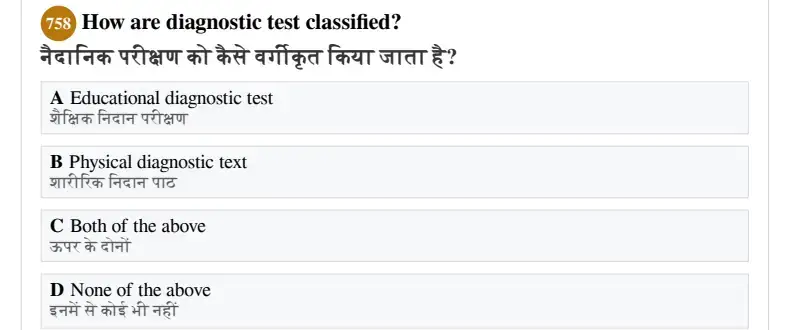 758 How are diagnostic test classified?
नैदानिक परीक्षण को कैसे वर्गीकृत किया जाता है?
A Educational diagnostic test
शैक्षिक निदान परीक्षण
B Physical diagnostic text
शारीरिक निदान पाठ
C Both of the above
ऊपर के दोनों
D None of the above
इनमें से कोई भी नहीं